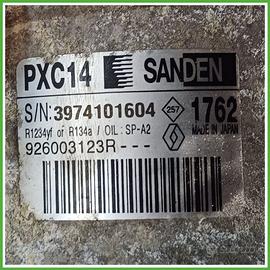 PXC14 SANDEN
S/N:3974101604 257 1762
R1234yf or R134a / OIL:SP-A2 MADE IN JAPAN
926003123R---